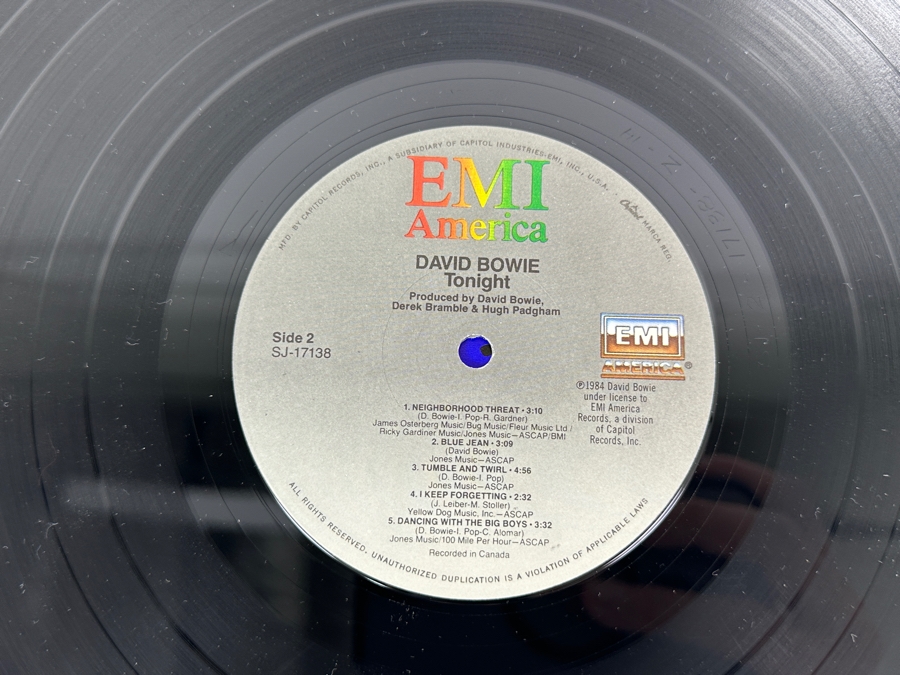 MFD. BY CAPITOL RECORDS, INC., A SUBSIDIARY OF CAPITOL INDUSTRIES-EMI, INC., U.S.A.
Capitol MARCA REG.
EMI
America
DAVID BOWIE
Tonight
Produced by David Bowie,
Derek Bramble & Hugh Padgham
Side 2
SJ-17138
EMI
AMERICA®
℗1984 David Bowie
under license to
EMI America
Records, a division
of Capitol
Records, Inc.
1. NEIGHBORHOOD THREAT • 3:10
(D. Bowie-I. Pop-R. Gardner)
James Osterberg Music/Bug Music/Fleur Music Ltd /
Ricky Gardiner Music/Jones Music—ASCAP/BMI
2. BLUE JEAN • 3:09
(David Bowie)
Jones Music—ASCAP
3. TUMBLE AND TWIRL • 4:56
(D. Bowie-I. Pop)
Jones Music—ASCAP
4. I KEEP FORGETTING • 2:32
(J. Leiber-M. Stoller)
Yellow Dog Music, Inc.—ASCAP
5. DANCING WITH THE BIG BOYS • 3:32
(D. Bowie-I. Pop-C. Alomar)
Jones Music/100 Mile Per Hour—ASCAP
Recorded in Canada
ALL RIGHTS RESERVED. UNAUTHORIZED DUPLICATION IS A VIOLATION OF APPLICABLE LAWS